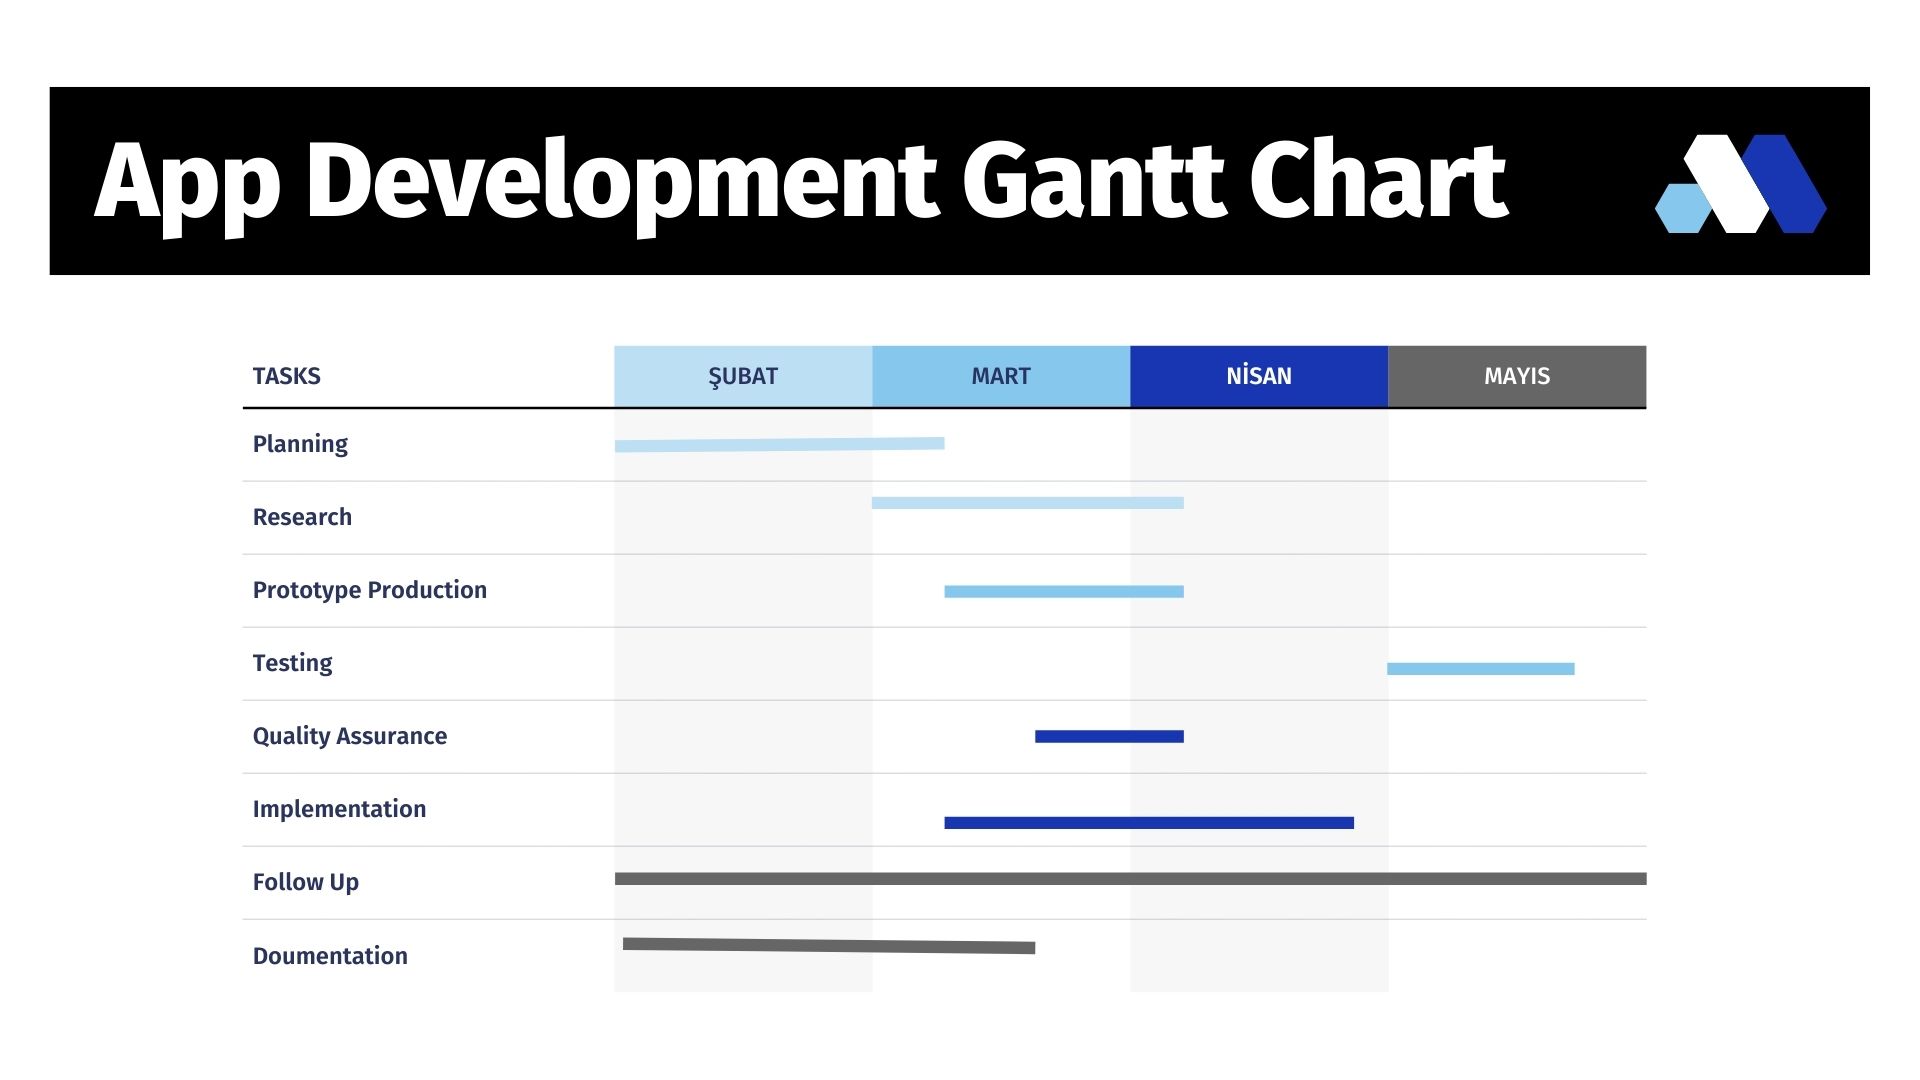 App Development Gantt Chart
TASKS ŞUBAT MART NİSAN MAYIS
Planning
Research
Prototype Production
Testing
Quality Assurance
Implementation
Follow Up
Doumentation